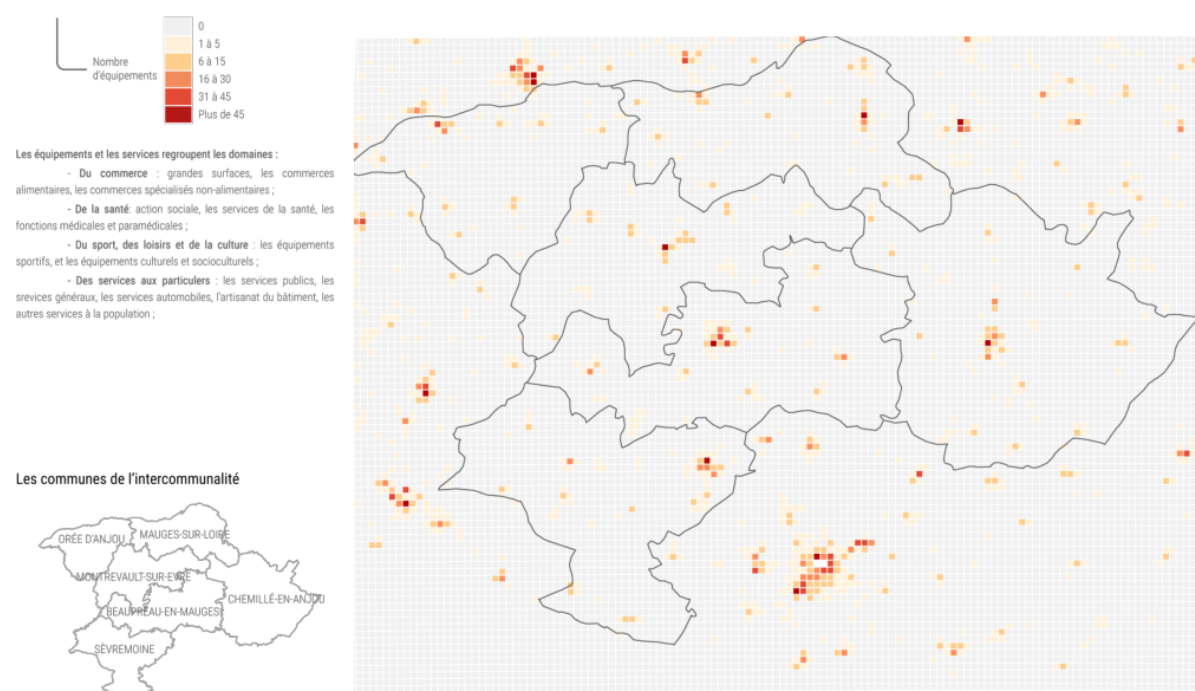 0
1 à 5
Nombre
d'équipements
6 à 15
16 à 30
31 à 45
Plus de 45
Les équipements et les services regroupent les domaines :
- Du commerce : grandes surfaces, les commerces
alimentaires, les commerces spécialisés non-alimentaires ;
- De la santé: action sociale, les services de la santé, les
fonctions médicales et paramédicales ;
- Du sport, des loisirs et de la culture : les équipements
sportifs, et les équipements culturels et socioculturels ;
- Des services aux particulers : les services publics, les
srevices généraux, les services automobiles, l'artisanat du bâtiment, les
autres services à la population ;
Les communes de l'intercommunalité
ORÉE D'ANJOU
MAUGES-SUR-LOIRE
MONTREVAULT-SUR-EVRE
CHEMILLÉ-EN-ANJOU
BEAUPREAU-EN-MAUGES
SÈVREMOINE